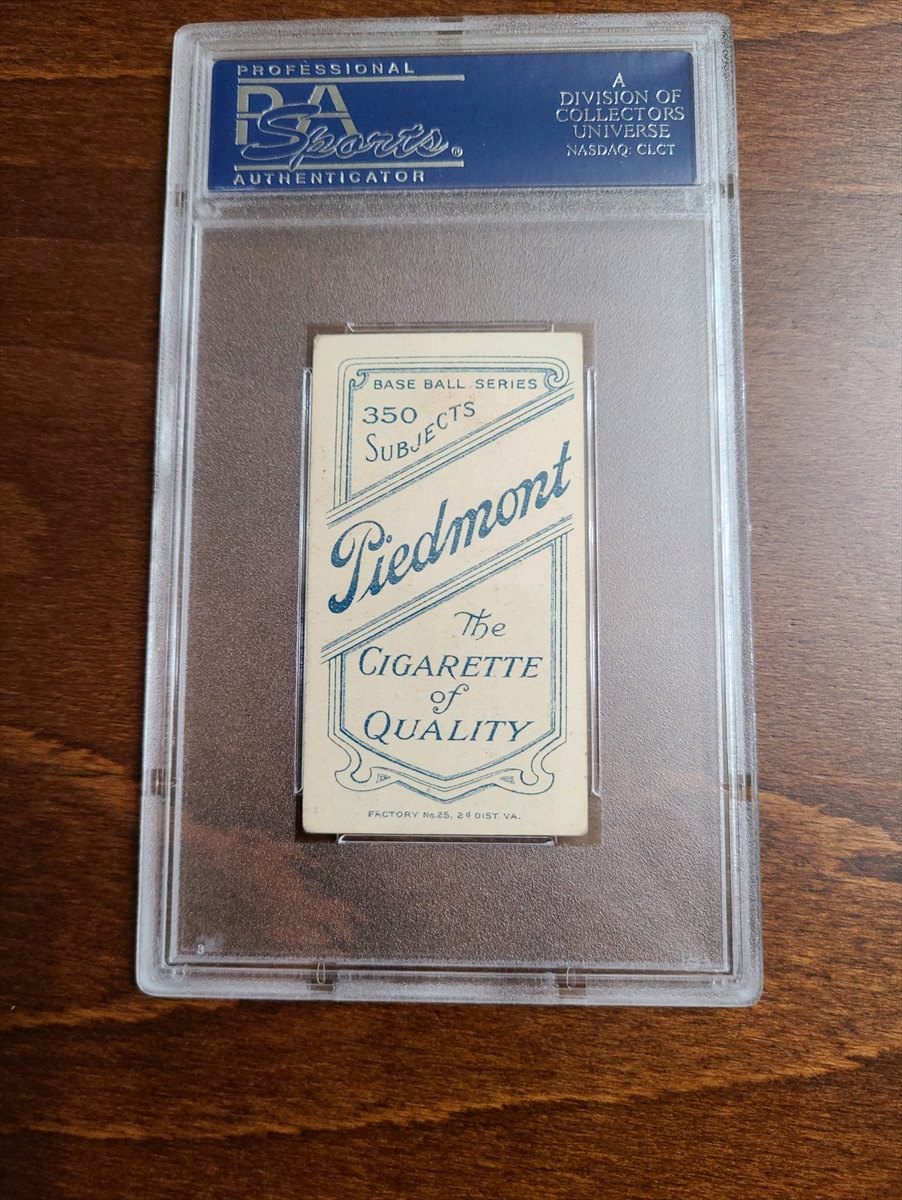 PROFESSIONAL
PSA
Sports®
AUTHENTICATOR
A
DIVISION OF
COLLECTORS
UNIVERSE
NASDAQ: CLCT
BASE BALL SERIES
350
SUBJECTS
Piedmont
The
CIGARETTE
of
QUALITY
FACTORY No. 25, 2d DIST. VA.
3